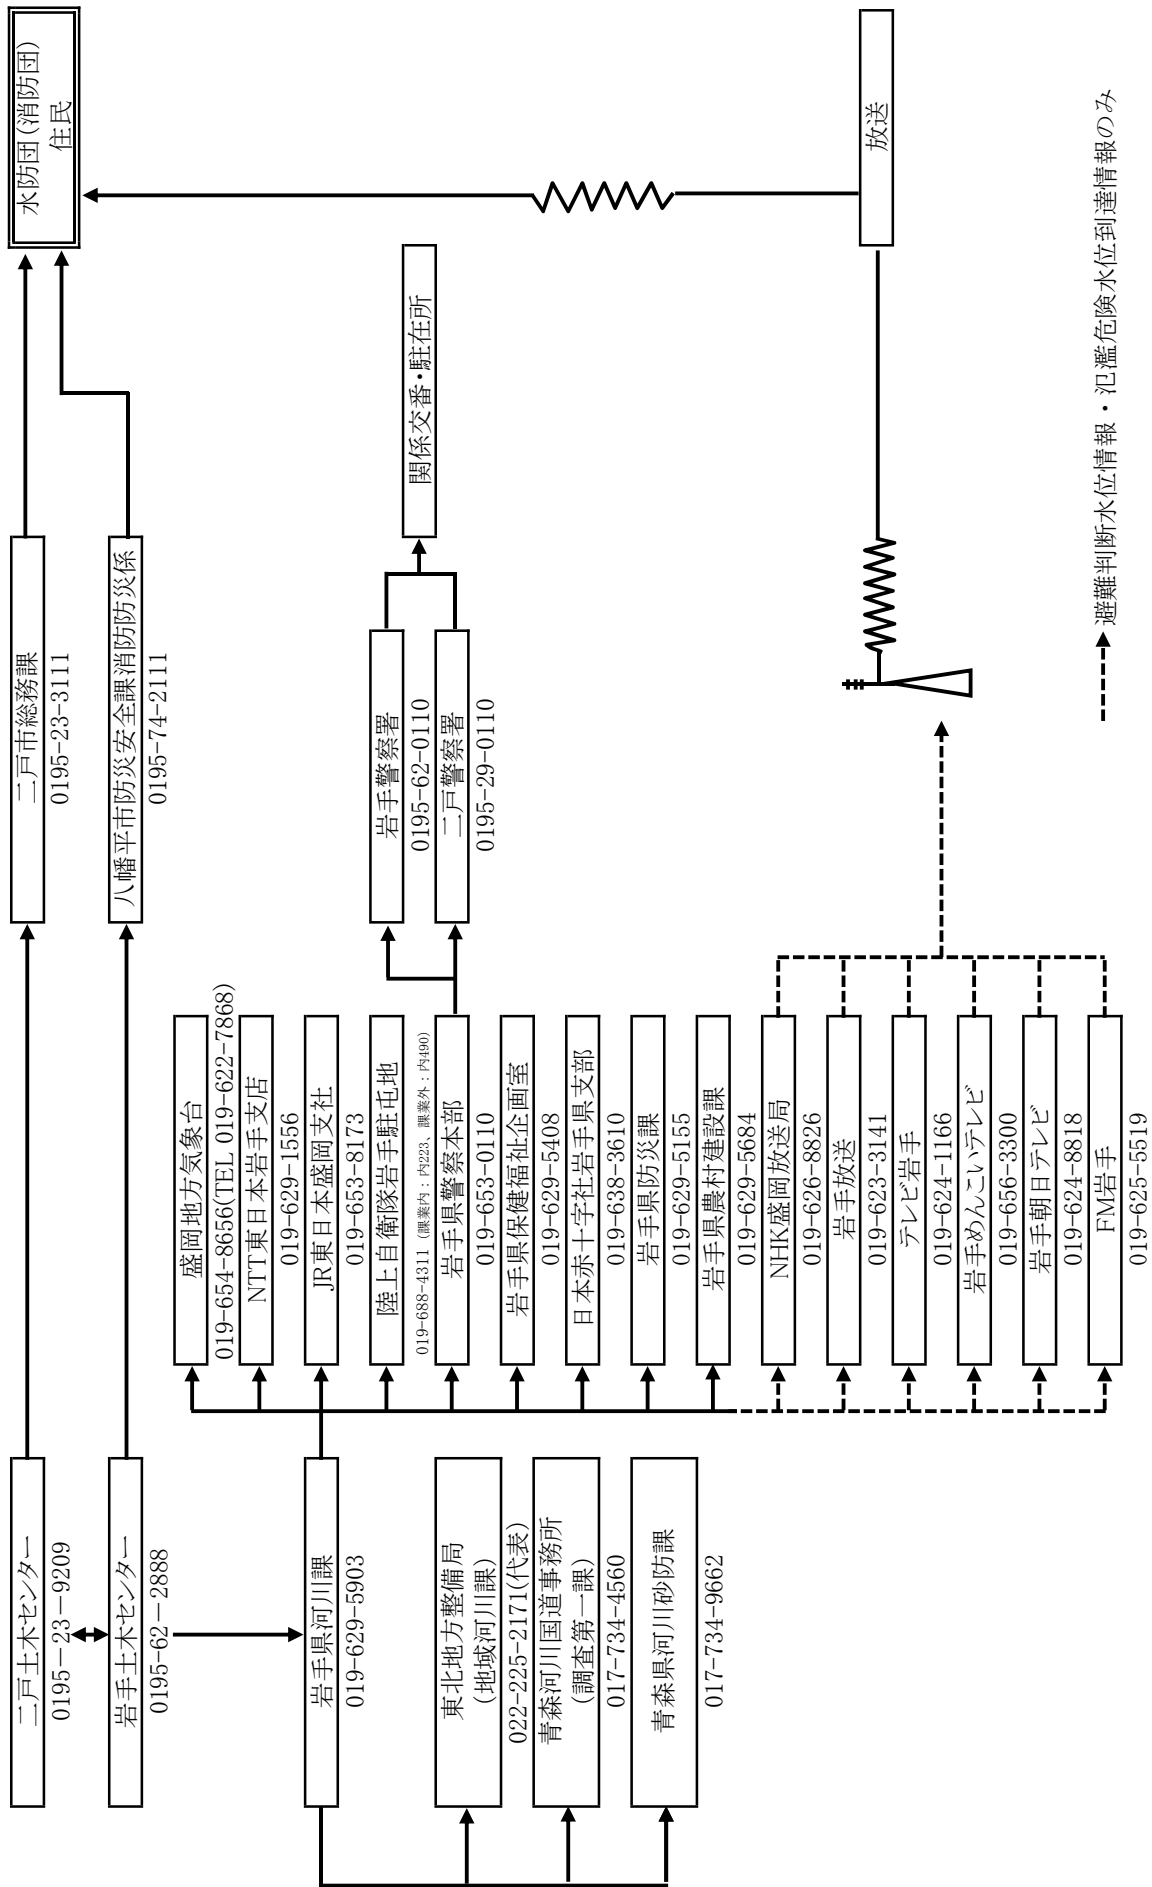 二戸土木センター
0195－23－9209
岩手土木センター
0195-62－2888
岩手県河川課
019-629-5903
東北地方整備局
(地域河川課)
022-225-2171(代表)
青森河川国道事務所
(調査第一課)
017-734-4560
青森県河川砂防課
017-734-9662
盛岡地方気象台
019-654-8656(TEL 019-622-7868)
NTT東日本岩手支店
019-629-1556
JR東日本盛岡支社
019-653-8173
陸上自衛隊岩手駐屯地
019-688-4311 (課業内：内223、課業外：内490)
岩手県警察本部
019-653-0110
岩手県保健福祉企画室
019-629-5408
日本赤十字社岩手県支部
019-638-3610
岩手県防災課
019-629-5155
岩手県農村建設課
019-629-5684
NHK盛岡放送局
019-626-8826
岩手放送
019-623-3141
テレビ岩手
019-624-1166
岩手めんこいテレビ
019-656-3300
岩手朝日テレビ
019-624-8818
FM岩手
019-625-5519
二戸市総務課
0195-23-3111
八幡平市防災安全課消防防災係
0195-74-2111
岩手警察署
0195-62-0110
二戸警察署
0195-29-0110
関係交番・駐在所
水防団(消防団)
住民
放送
避難判断水位情報・氾濫危険水位到達情報のみ